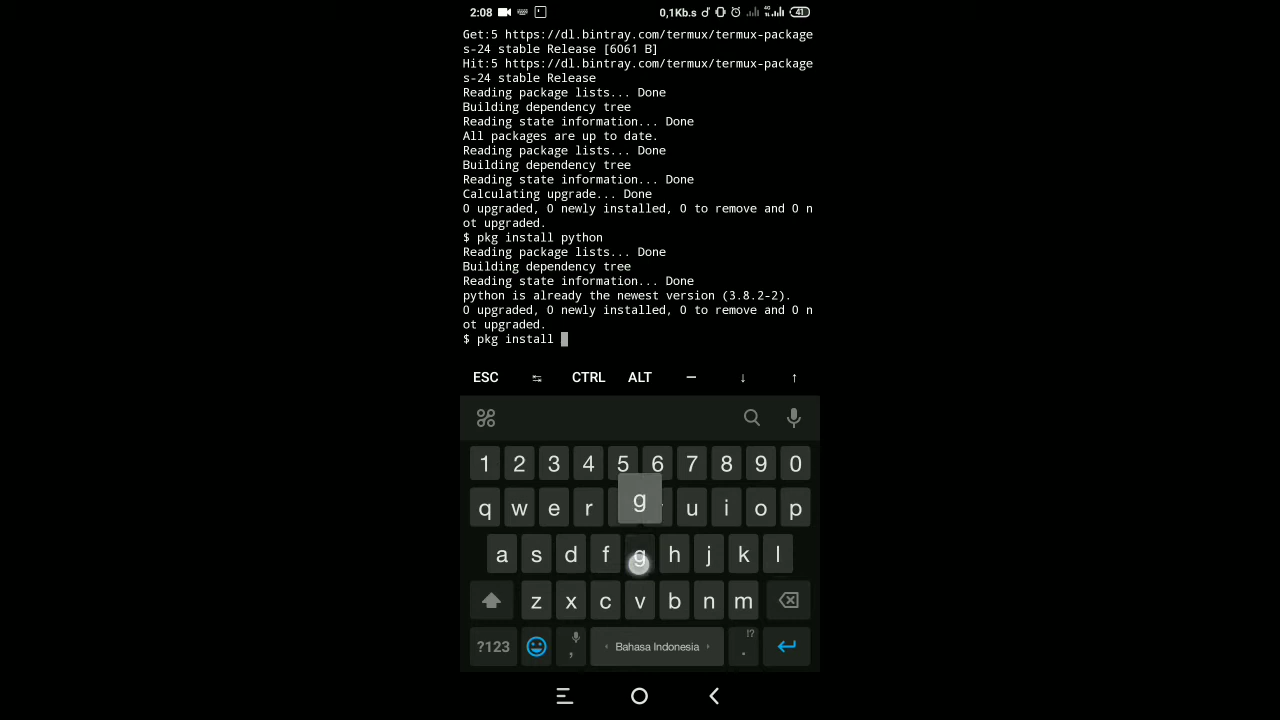 2:08 0,1Kb.s 4G 41
Get:5 https://dl.bintray.com/termux/termux-package
s-24 stable Release [6061 B]
Hit:5 https://dl.bintray.com/termux/termux-package
s-24 stable Release
Reading package lists... Done
Building dependency tree
Reading state information... Done
All packages are up to date.
Reading package lists... Done
Building dependency tree
Reading state information... Done
Calculating upgrade... Done
0 upgraded, 0 newly installed, 0 to remove and 0 n
ot upgraded.
$ pkg install python
Reading package lists... Done
Building dependency tree
Reading state information... Done
python is already the newest version (3.8.2-2).
0 upgraded, 0 newly installed, 0 to remove and 0 n
ot upgraded.
$ pkg install
ESC ↹ CTRL ALT — ↓ ↑
1 2 3 4 5 6 7 8 9 0
g
q w e r u i o p
a s d f g h j k l
z x c v b n m
!?
?123 , Bahasa Indonesia .